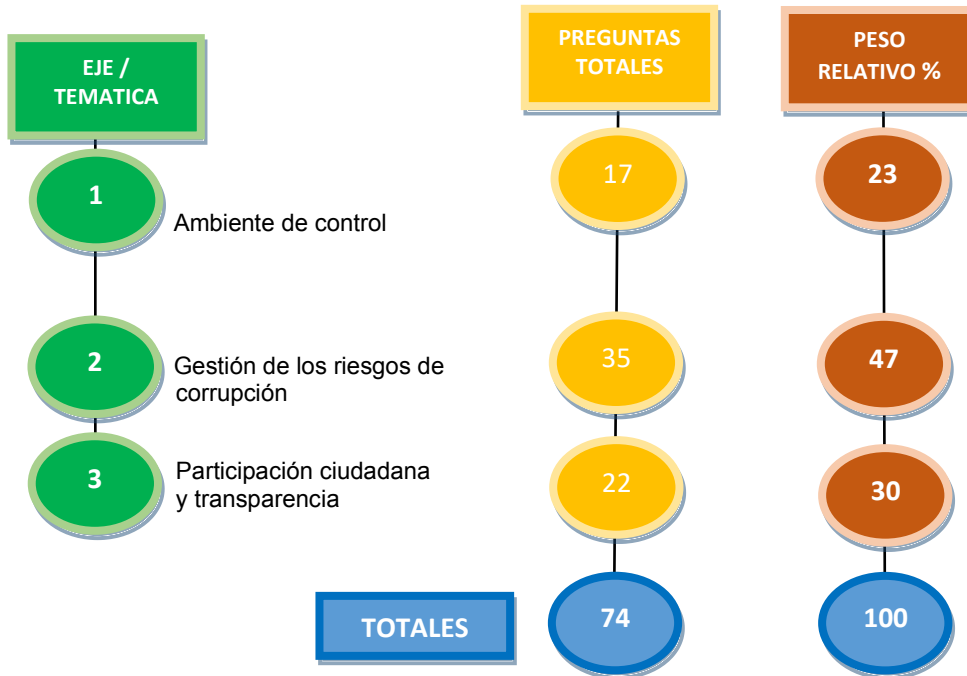 EJE /
TEMATICA
PREGUNTAS
TOTALES
PESO
RELATIVO %
1
Ambiente de control
17
23
2
Gestión de los riesgos de
corrupción
35
47
3
Participación ciudadana
y transparencia
22
30
TOTALES
74
100